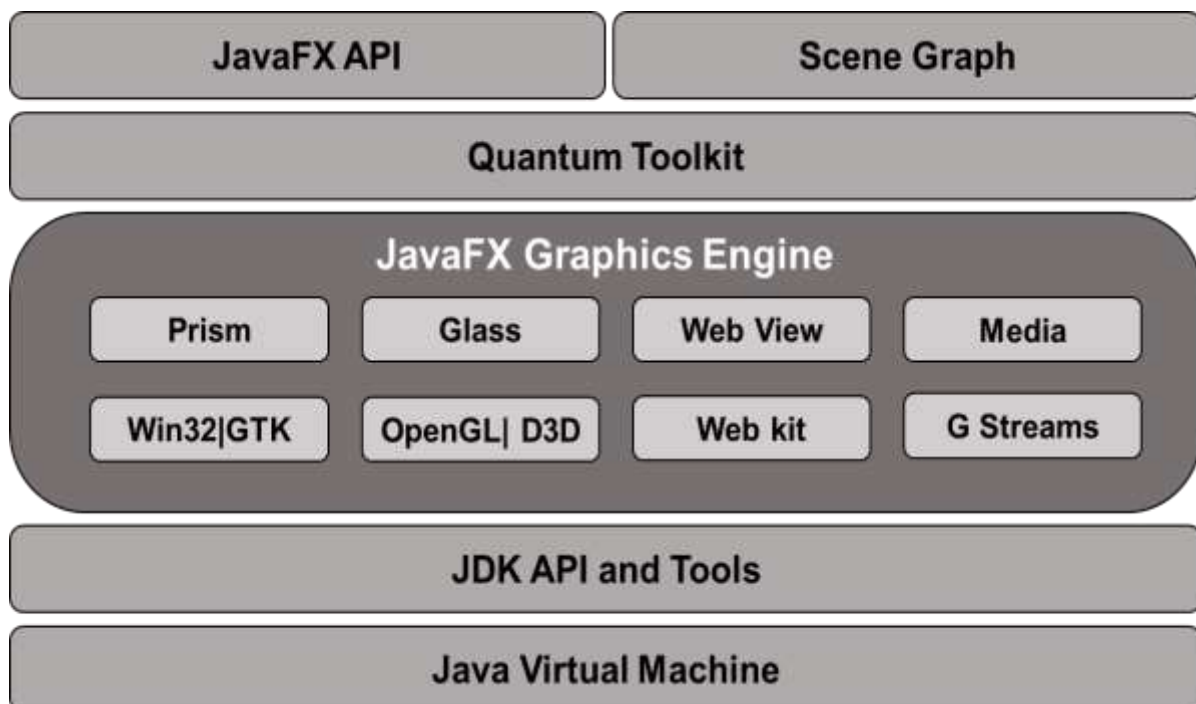 JavaFX API
Scene Graph
Quantum Toolkit
JavaFX Graphics Engine
Prism
Glass
Web View
Media
Win32|GTK
OpenGL| D3D
Web kit
G Streams
JDK API and Tools
Java Virtual Machine